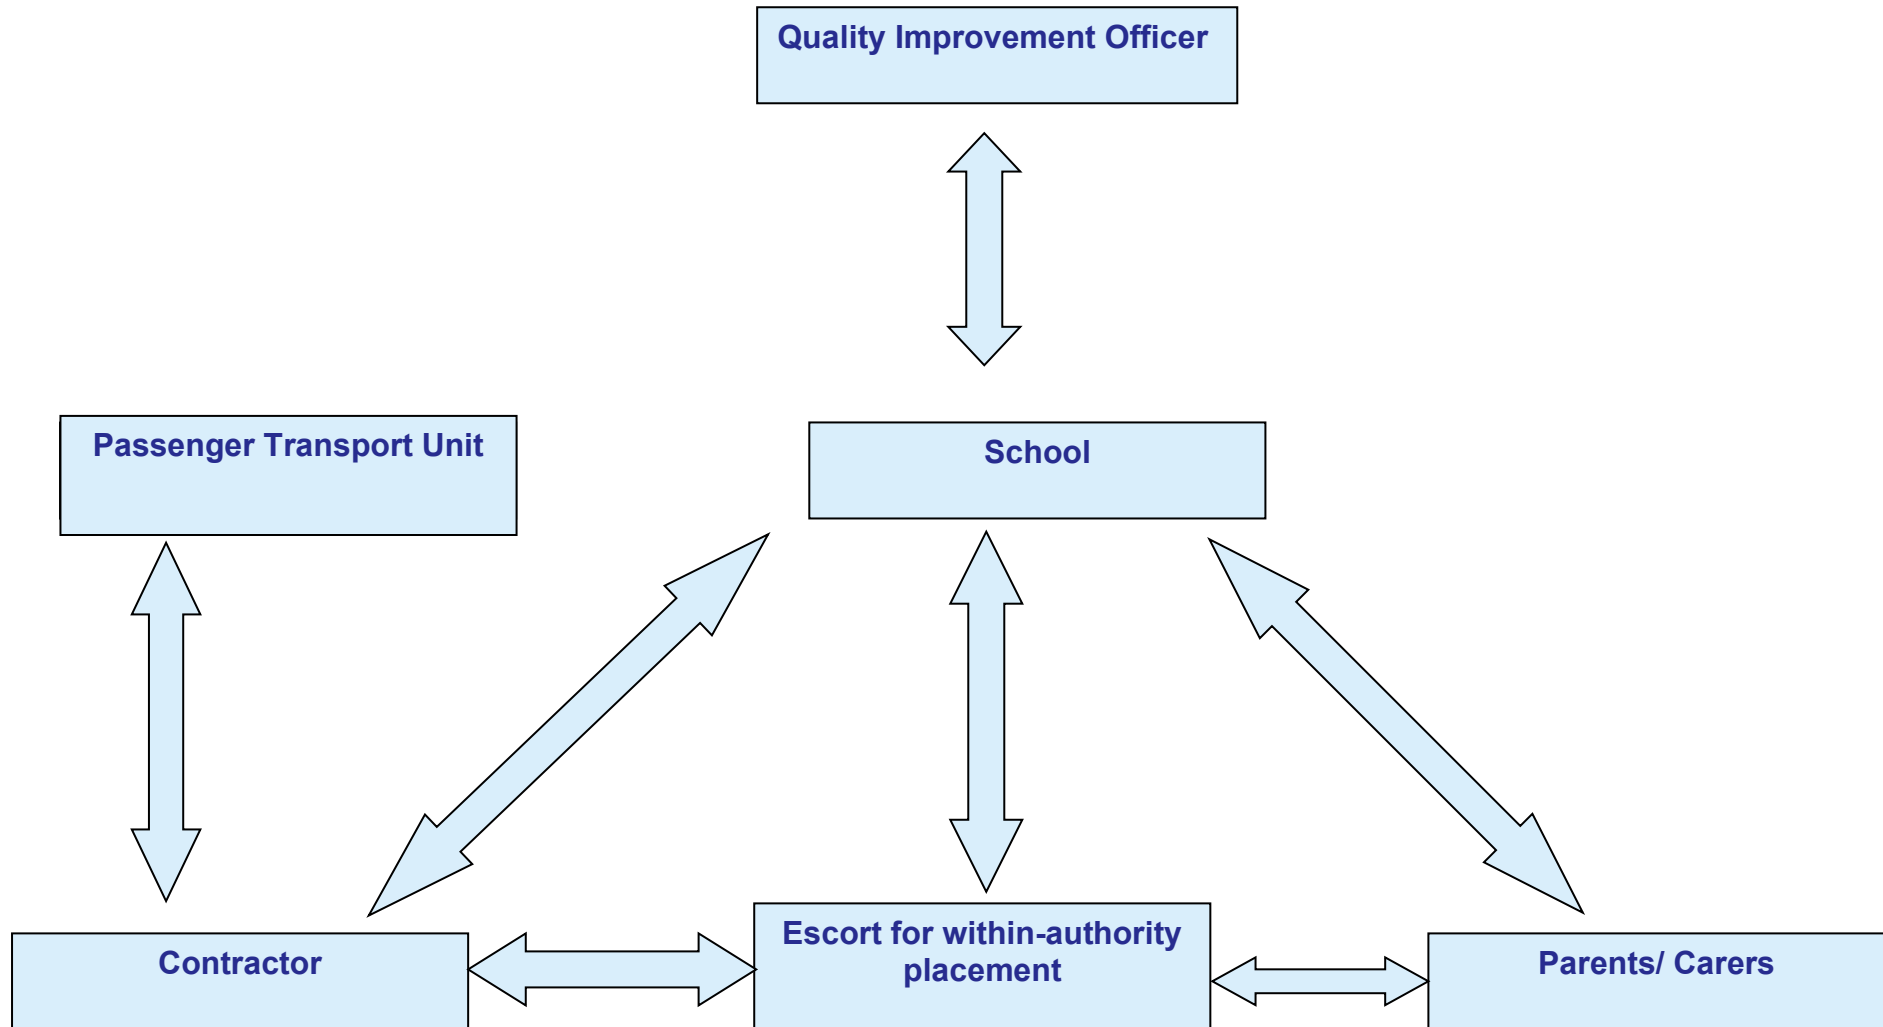 Quality Improvement Officer
Passenger Transport Unit
School
Contractor
Escort for within-authority
placement
Parents/ Carers